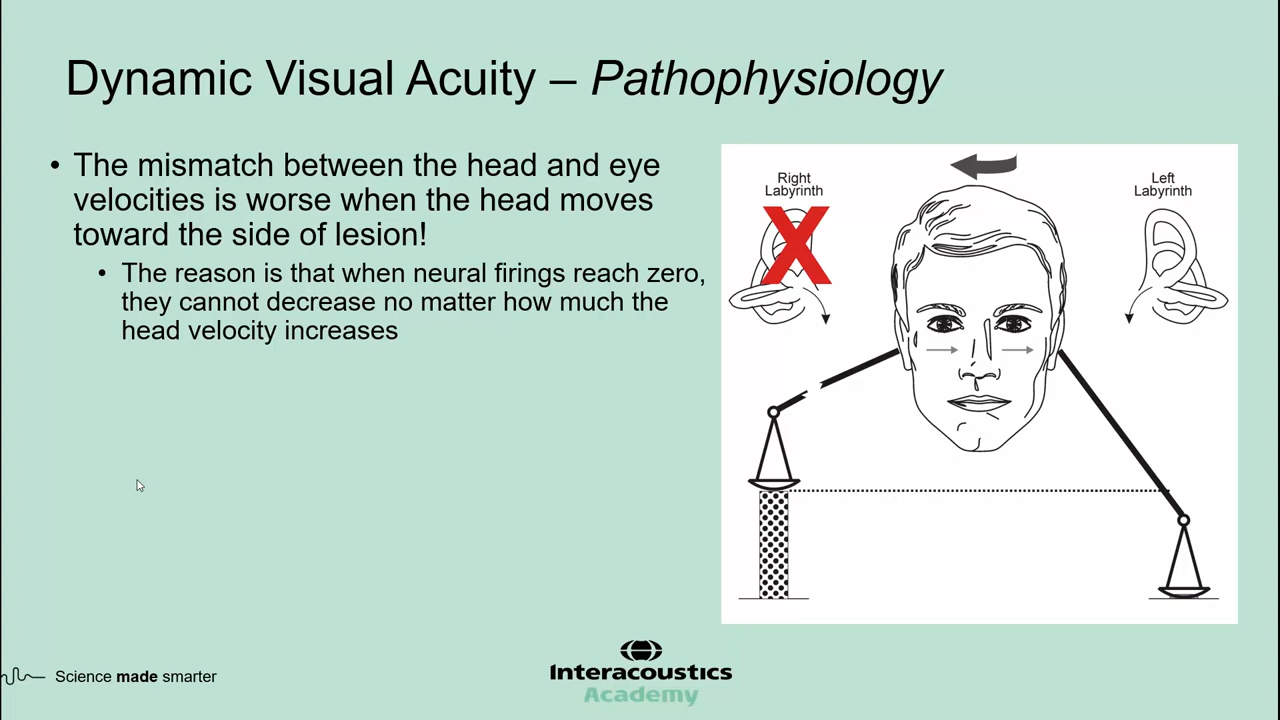 Dynamic Visual Acuity – Pathophysiology
• The mismatch between the head and eye
velocities is worse when the head moves
toward the side of lesion!
• The reason is that when neural firings reach zero,
they cannot decrease no matter how much the
head velocity increases
Right
Labyrinth
Left
Labyrinth
Science made smarter
Interacoustics
Academy